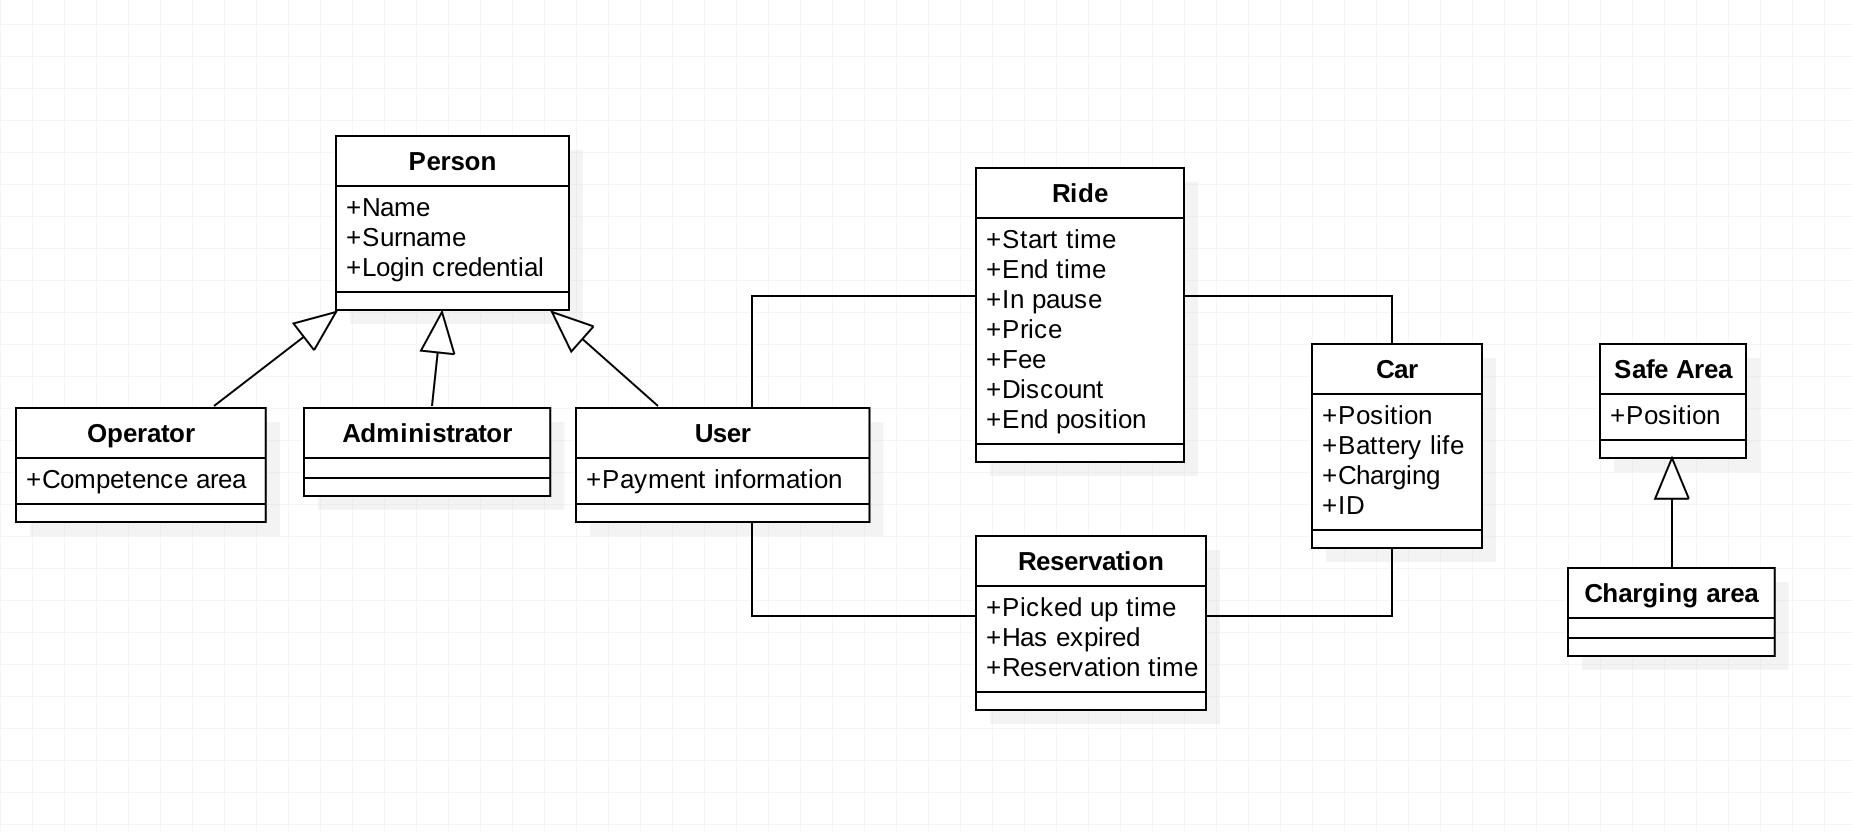 Person
+Name
+Surname
+Login credential
Operator
+Competence area
Administrator
User
+Payment information
Ride
+Start time
+End time
+In pause
+Price
+Fee
+Discount
+End position
Reservation
+Picked up time
+Has expired
+Reservation time
Car
+Position
+Battery life
+Charging
+ID
Safe Area
+Position
Charging area